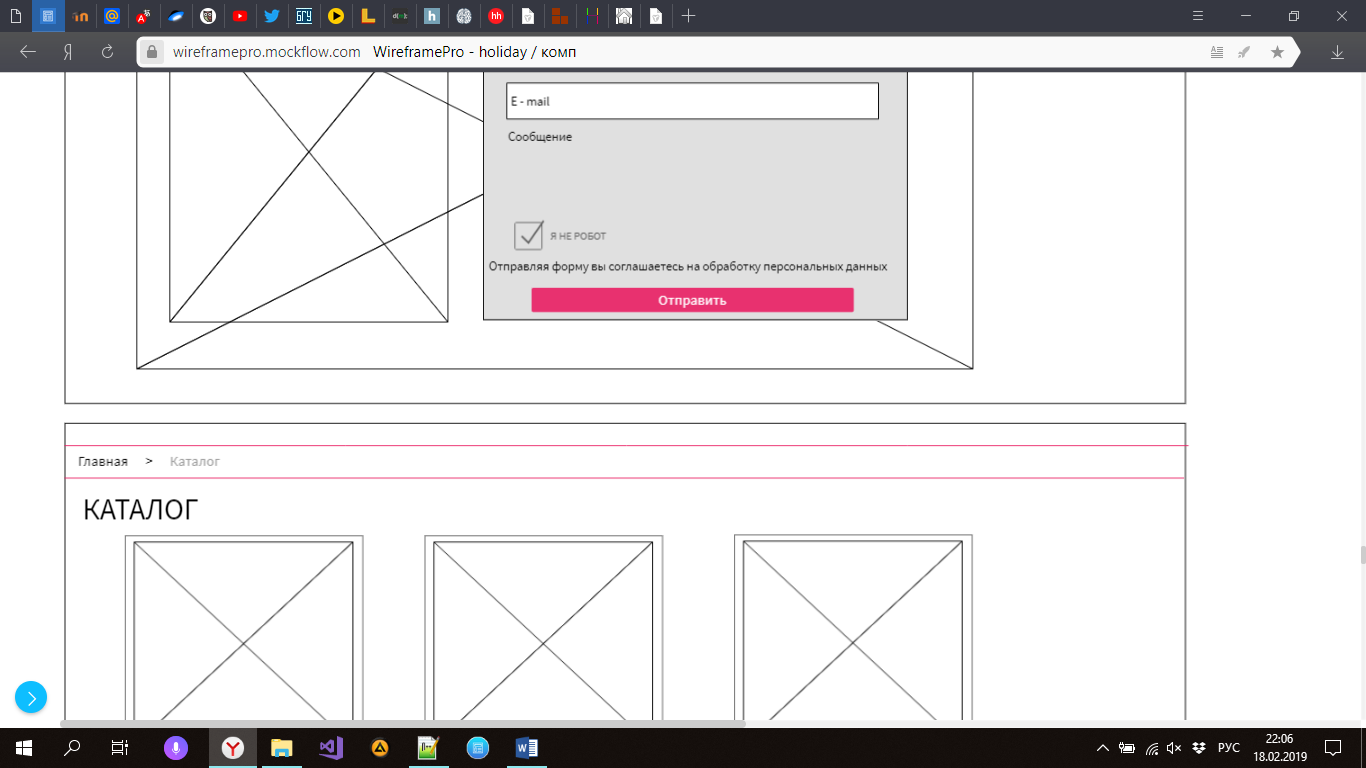 wireframepro.mockflow.com WireframePro - holiday / комп
E - mail
Сообщение
Я НЕ РОБОТ
Отправляя форму вы соглашаетесь на обработку персональных данных
Отправить
Главная > Каталог
КАТАЛОГ
РУС
22:06
18.02.2019